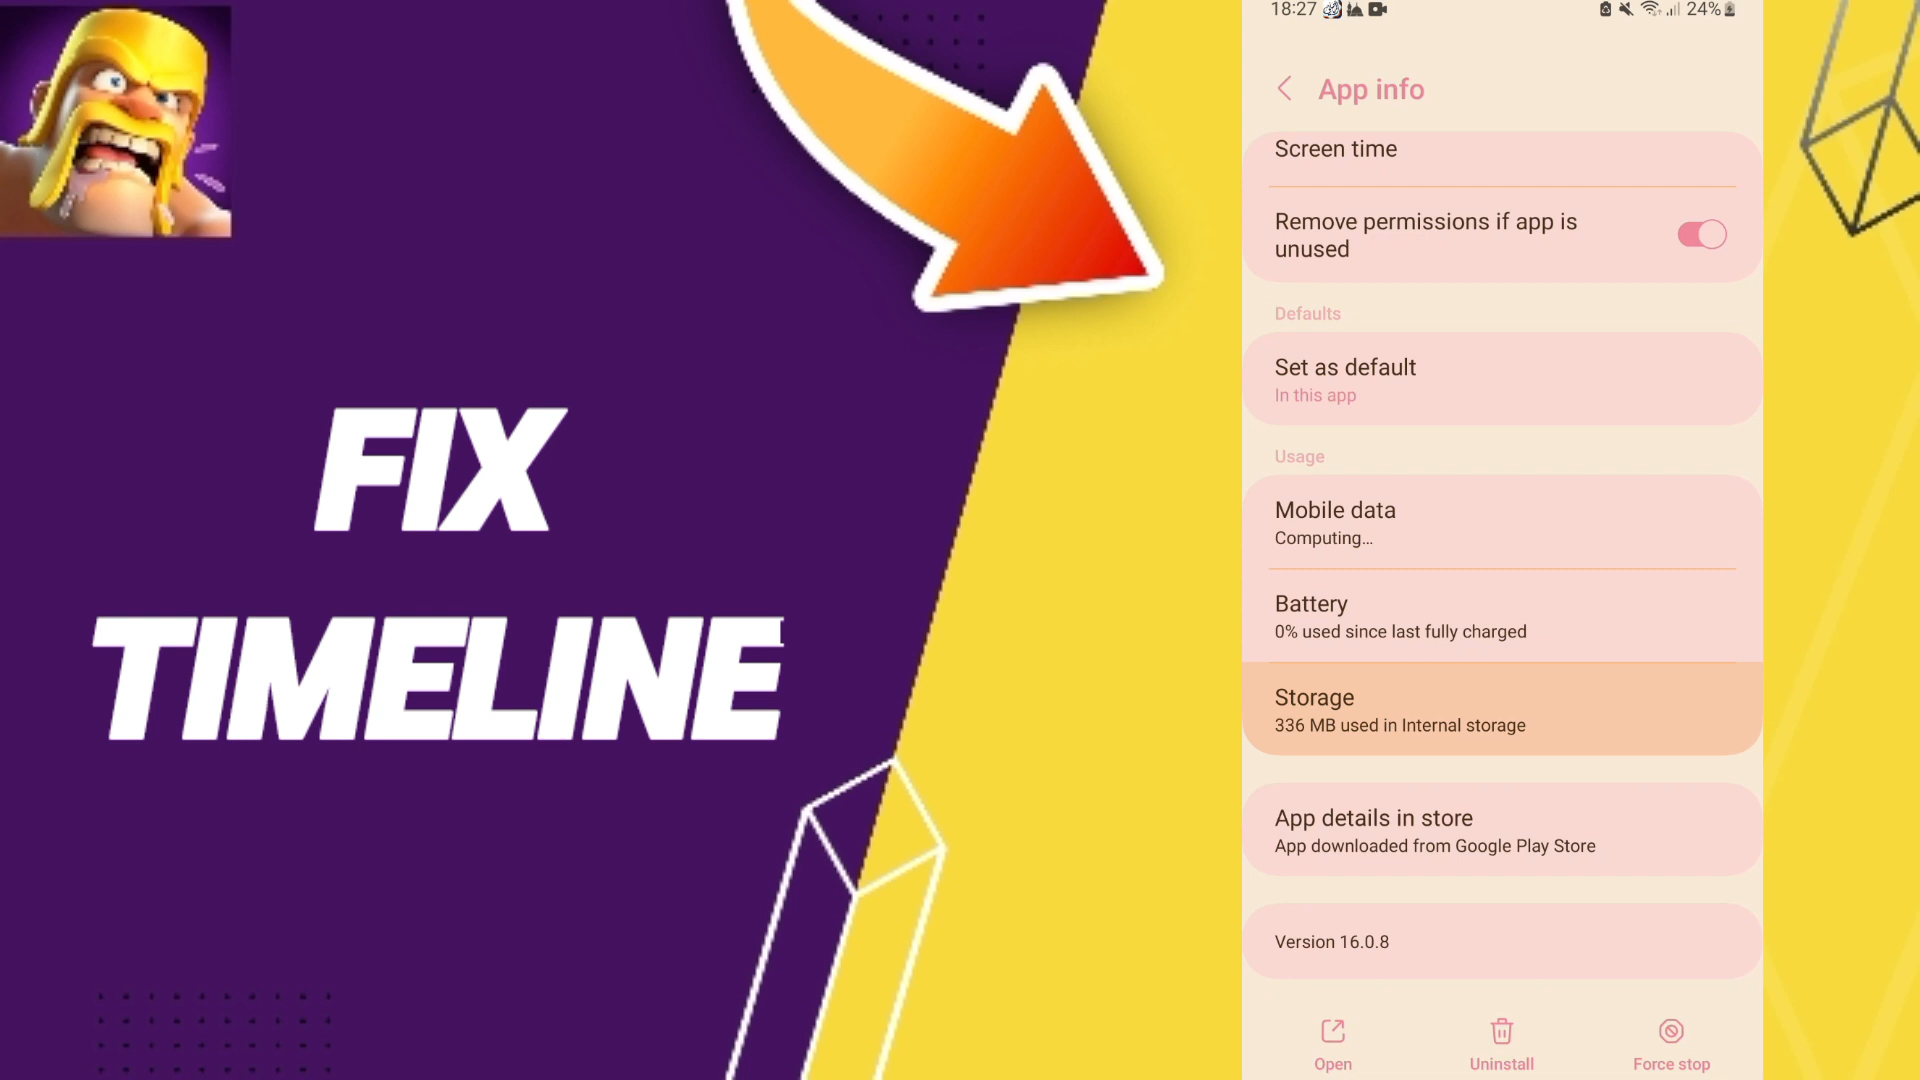 FIX
TIMELINE
18:27
24%
App info
Screen time
Remove permissions if app is
unused
Defaults
Set as default
In this app
Usage
Mobile data
Computing...
Battery
0% used since last fully charged
Storage
336 MB used in Internal storage
App details in store
App downloaded from Google Play Store
Version 16.0.8
Open
Uninstall
Force stop